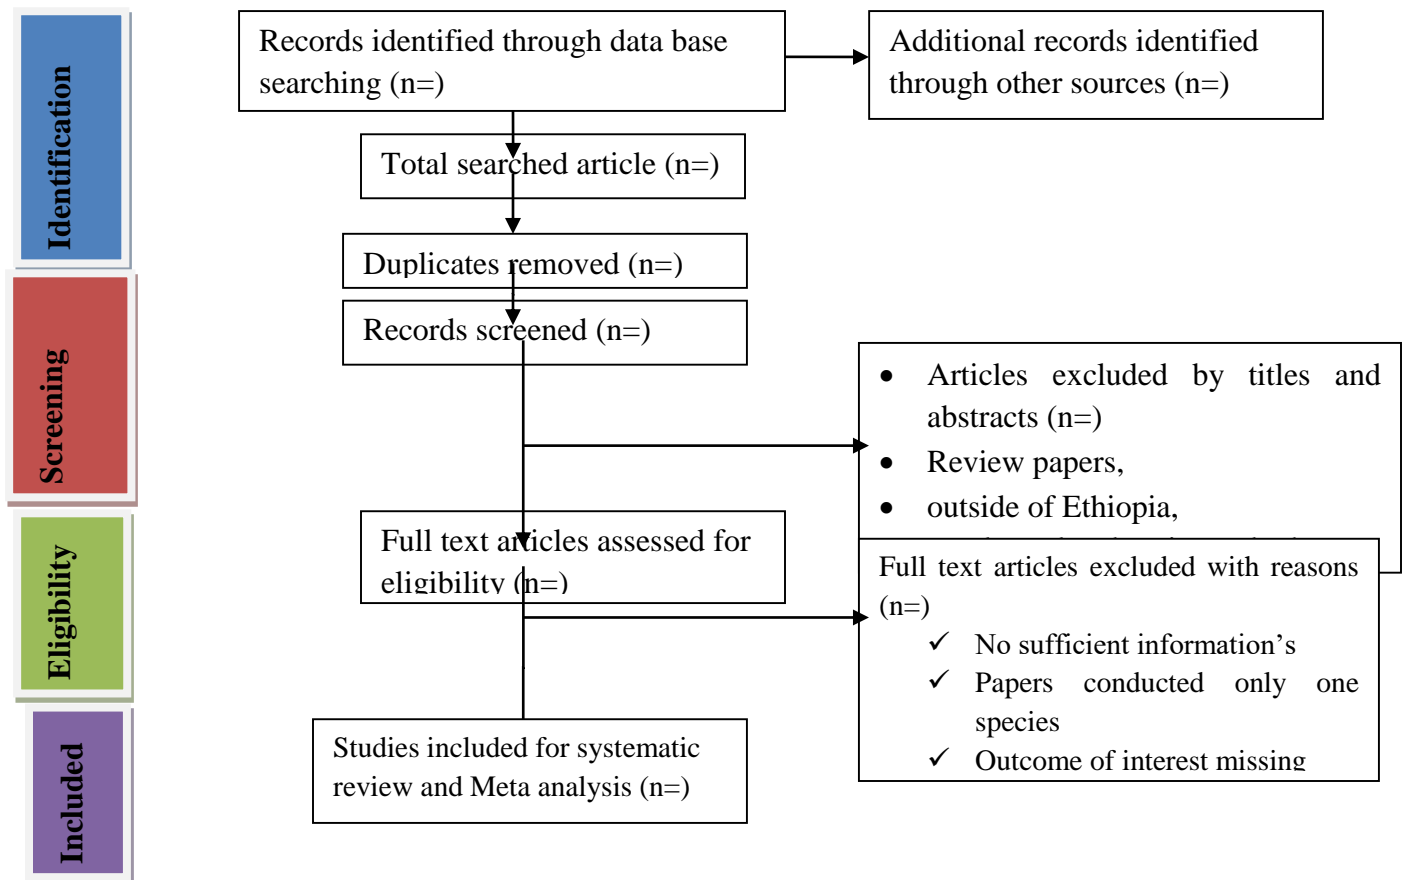 Identification
Records identified through data base
searching (n=)
Additional records identified
through other sources (n=)
Total searched article (n=)
Duplicates removed (n=)
Screening
Records screened (n=)
• Articles excluded by titles and
abstracts (n=)
• Review papers,
• outside of Ethiopia,
Eligibility
Full text articles assessed for
eligibility (n=)
Full text articles excluded with reasons
(n=)
✓ No sufficient information’s
✓ Papers conducted only one
species
✓ Outcome of interest missing
Included
Studies included for systematic
review and Meta analysis (n=)